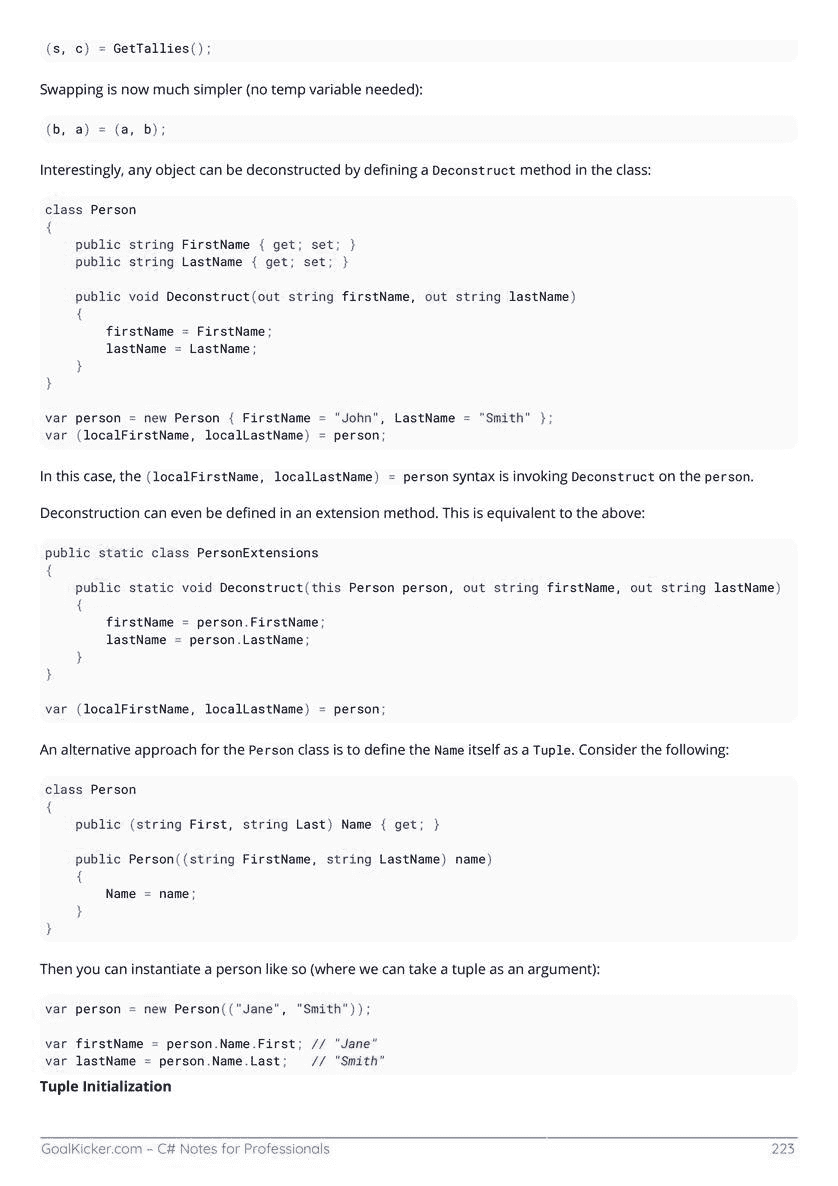 (s, c) = GetTallies();
Swapping is now much simpler (no temp variable needed):
(b, a) = (a, b);
Interestingly, any object can be deconstructed by defining a Deconstruct method in the class:
class Person
{
    public string FirstName { get; set; }
    public string LastName { get; set; }

    public void Deconstruct(out string firstName, out string lastName)
    {
        firstName = FirstName;
        lastName = LastName;
    }
}

var person = new Person { FirstName = "John", LastName = "Smith" };
var (localFirstName, localLastName) = person;
In this case, the (localFirstName, localLastName) = person syntax is invoking Deconstruct on the person.
Deconstruction can even be defined in an extension method. This is equivalent to the above:
public static class PersonExtensions
{
    public static void Deconstruct(this Person person, out string firstName, out string lastName)
    {
        firstName = person.FirstName;
        lastName = person.LastName;
    }
}

var (localFirstName, localLastName) = person;
An alternative approach for the Person class is to define the Name itself as a Tuple. Consider the following:
class Person
{
    public (string First, string Last) Name { get; }

    public Person((string FirstName, string LastName) name)
    {
        Name = name;
    }
}
Then you can instantiate a person like so (where we can take a tuple as an argument):
var person = new Person(("Jane", "Smith"));

var firstName = person.Name.First; // "Jane"
var lastName = person.Name.Last;   // "Smith"
Tuple Initialization
GoalKicker.com – C# Notes for Professionals 223